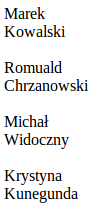 Marek
Kowalski
Romuald
Chrzanowski
Michał
Widoczny
Krystyna
Kunegunda